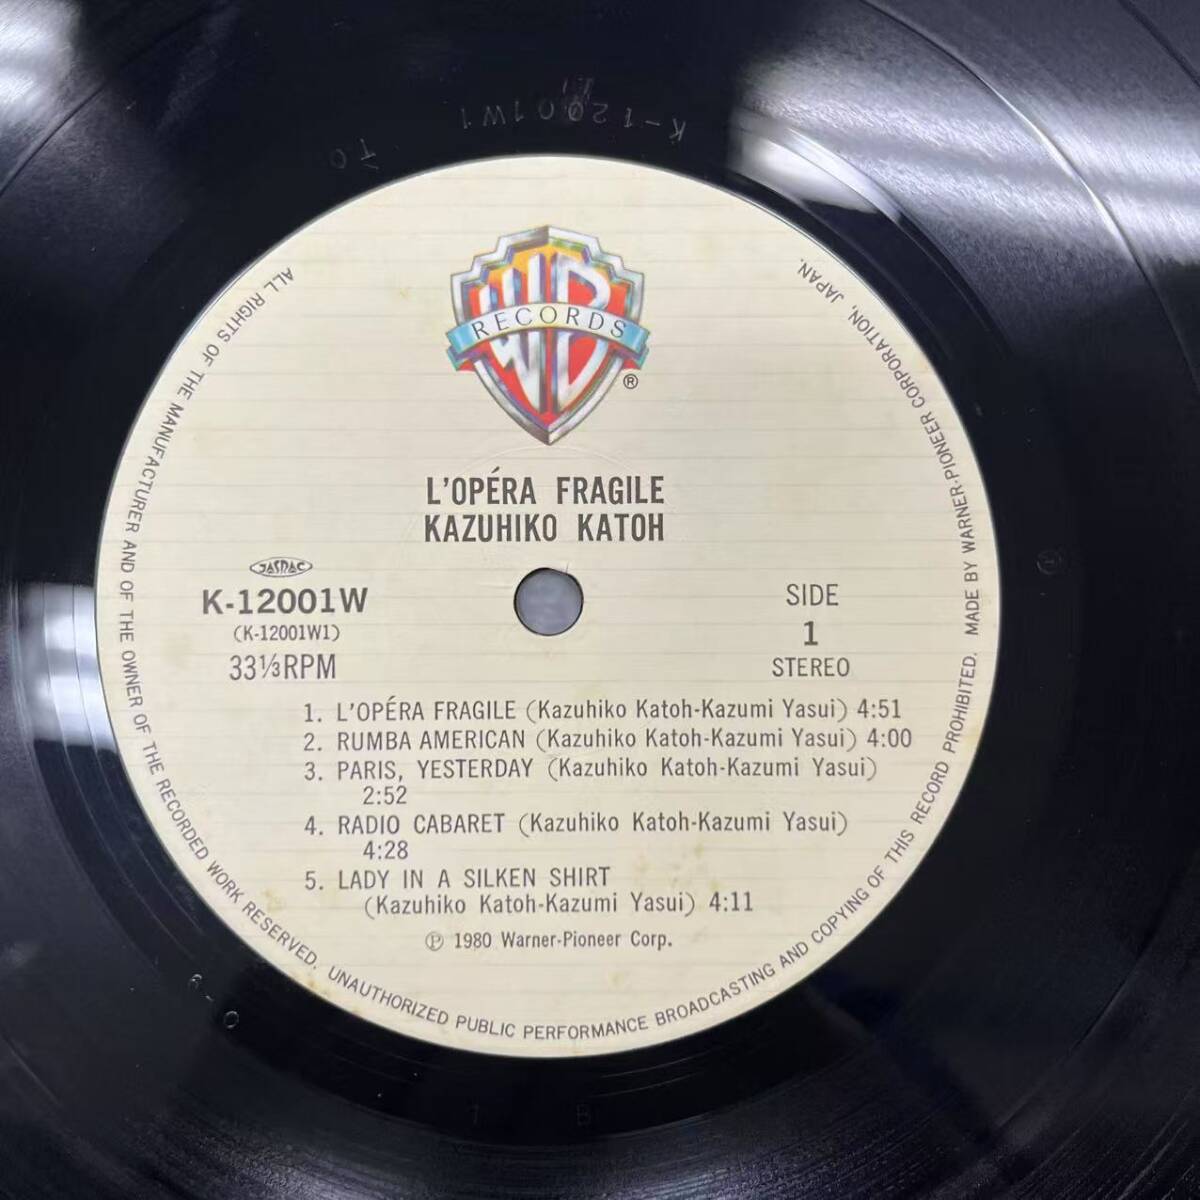 K-12001W1
TO
WB
RECORDS
®
L'OPÉRA FRAGILE
KAZUHIKO KATOH
JASRAC
K-12001W
(K-12001W1)
33⅓RPM
SIDE
1
STEREO
1. L'OPÉRA FRAGILE (Kazuhiko Katoh-Kazumi Yasui) 4:51
2. RUMBA AMERICAN (Kazuhiko Katoh-Kazumi Yasui) 4:00
3. PARIS, YESTERDAY (Kazuhiko Katoh-Kazumi Yasui)
2:52
4. RADIO CABARET (Kazuhiko Katoh-Kazumi Yasui)
4:28
5. LADY IN A SILKEN SHIRT
(Kazuhiko Katoh-Kazumi Yasui) 4:11
℗ 1980 Warner-Pioneer Corp.
ALL RIGHTS OF THE MANUFACTURER AND OF THE OWNER OF THE RECORDED WORK RESERVED. UNAUTHORIZED PUBLIC PERFORMANCE BROADCASTING AND COPYING OF THIS RECORD PROHIBITED. MADE BY WARNER-PIONEER CORPORATION, JAPAN.